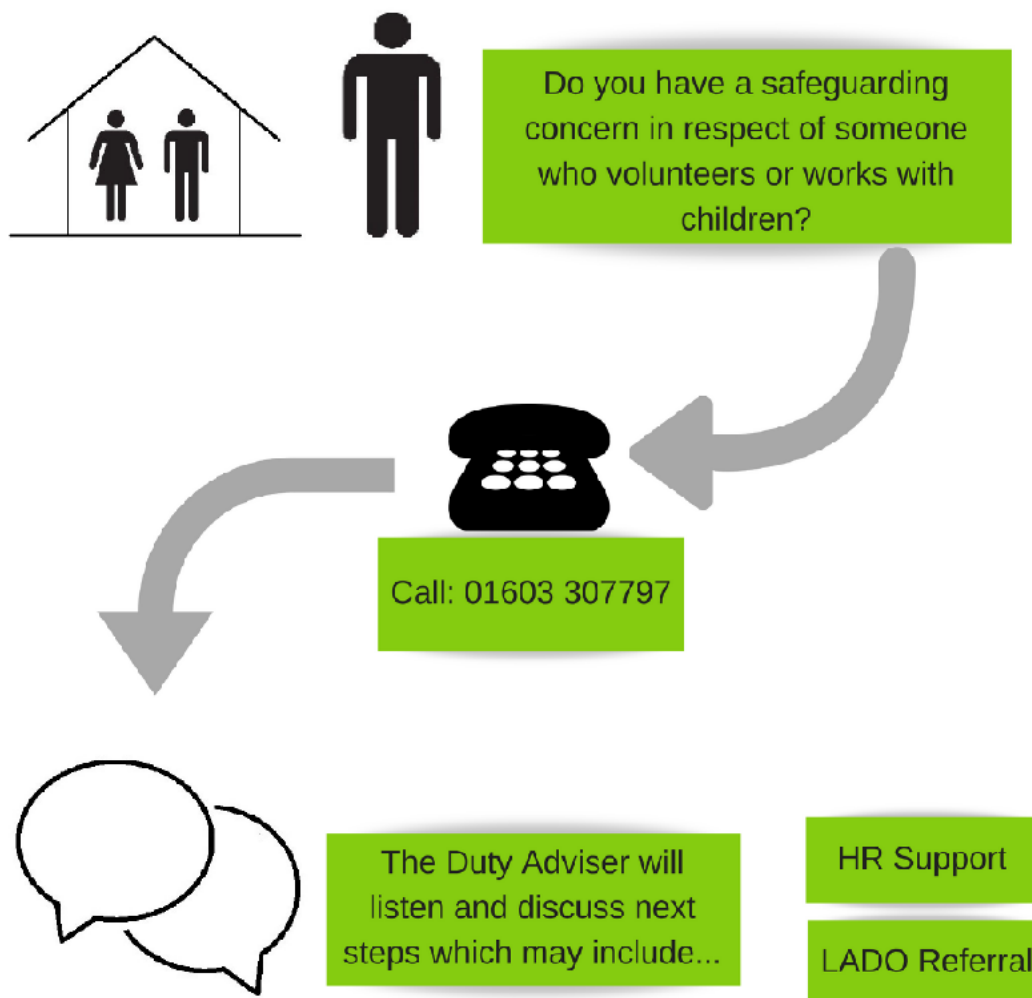 Do you have a safeguarding
concern in respect of someone
who volunteers or works with
children?
Call: 01603 307797
The Duty Adviser will
listen and discuss next
steps which may include...
HR Support
LADO Referral